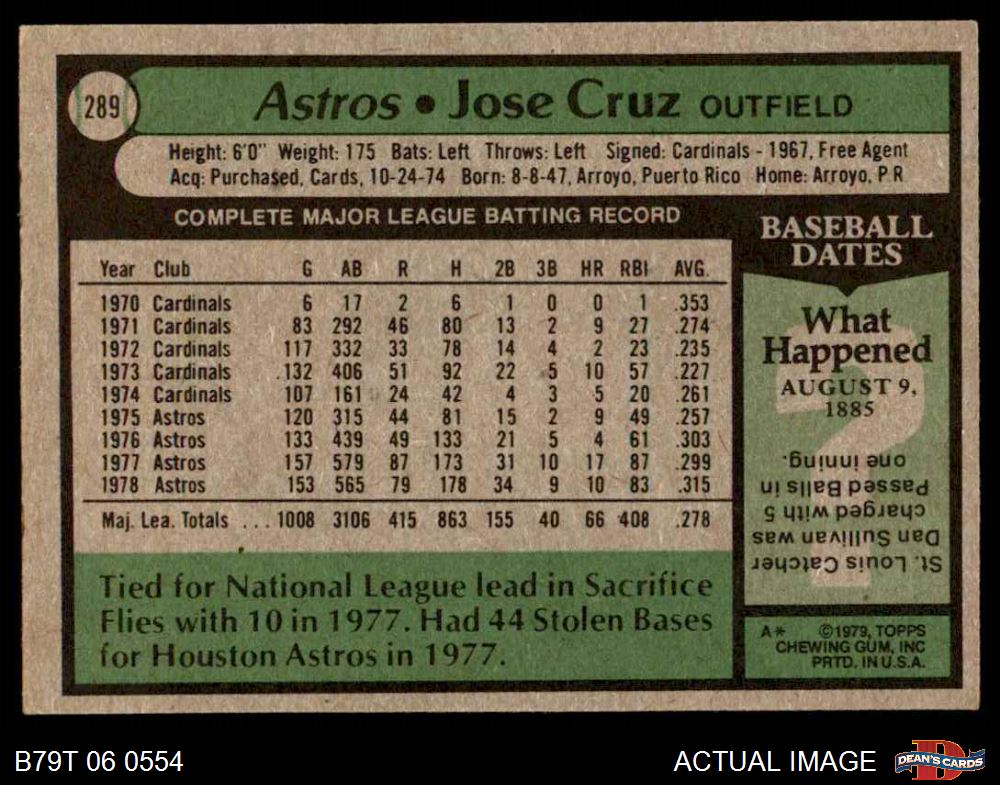 289
Astros • Jose Cruz OUTFIELD
Height: 6'0" Weight: 175 Bats: Left Throws: Left Signed: Cardinals - 1967, Free Agent
Acq: Purchased, Cards, 10-24-74 Born: 8-8-47, Arroyo, Puerto Rico Home: Arroyo, P R
COMPLETE MAJOR LEAGUE BATTING RECORD
Year Club G AB R H 2B 3B HR RBI AVG.
1970 Cardinals 6 17 2 6 1 0 0 1 .353
1971 Cardinals 83 292 46 80 13 2 9 27 .274
1972 Cardinals 117 332 33 78 14 4 2 23 .235
1973 Cardinals .132 406 51 92 22 5 10 57 .227
1974 Cardinals 107 161 24 42 4 3 5 20 .261
1975 Astros 120 315 44 81 15 2 9 49 .257
1976 Astros 133 439 49 133 21 5 4 61 .303
1977 Astros 157 579 87 173 31 10 17 87 .299
1978 Astros 153 565 79 178 34 9 10 83 .315
Maj. Lea. Totals ... 1008 3106 415 863 155 40 66 408 .278
Tied for National League lead in Sacrifice
Flies with 10 in 1977. Had 44 Stolen Bases
for Houston Astros in 1977.
BASEBALL
DATES
What
Happened
AUGUST 9,
1885
St. Louis Catcher
Dan Sullivan was
charged with 5
Passed Balls in
one inning.
A* ©1979, TOPPS
CHEWING GUM, INC
PRTD. IN U.S.A.
B79T 06 0554
ACTUAL IMAGE
DEAN'S CARDS